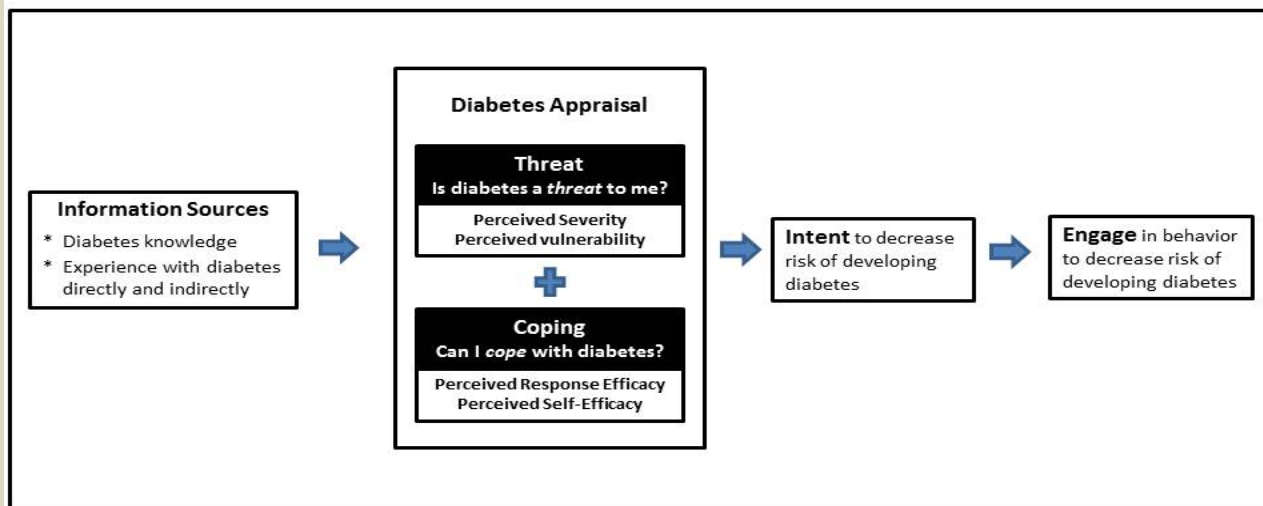 Information Sources
* Diabetes knowledge
* Experience with diabetes
directly and indirectly
Diabetes Appraisal
Threat
Is diabetes a threat to me?
Perceived Severity
Perceived vulnerability
Coping
Can I cope with diabetes?
Perceived Response Efficacy
Perceived Self-Efficacy
Intent to decrease
risk of developing
diabetes
Engage in behavior
to decrease risk of
developing diabetes